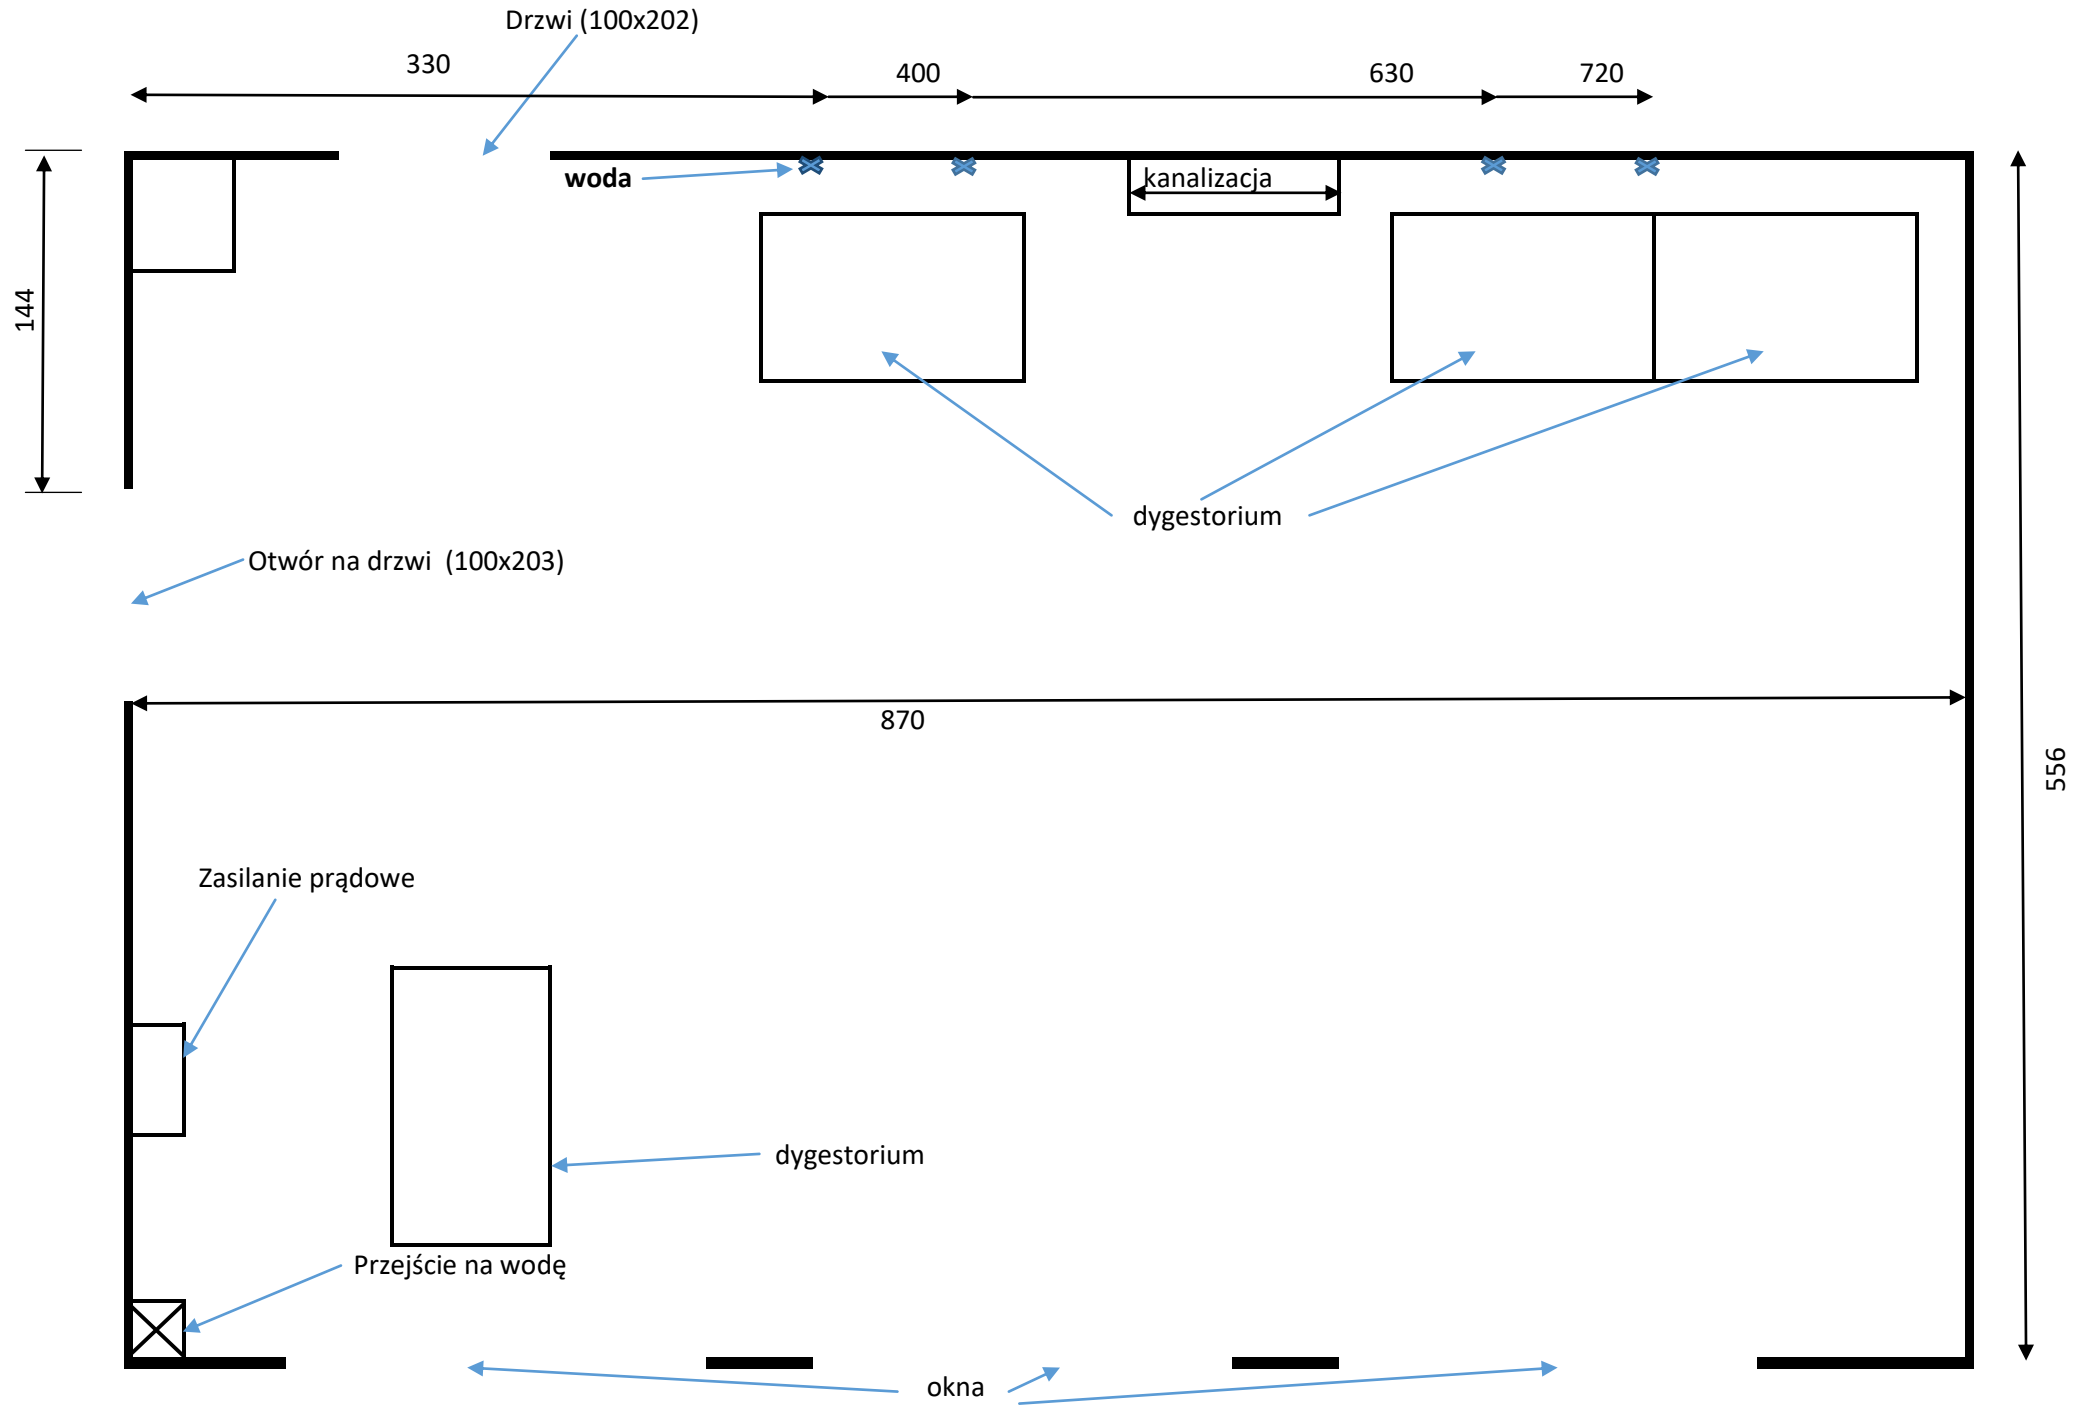 Drzwi (100x202)
330
400
630
720
woda
kanalizacja
144
dygestorium
Otwór na drzwi  (100x203)
870
556
Zasilanie prądowe
dygestorium
Przejście na wodę
okna